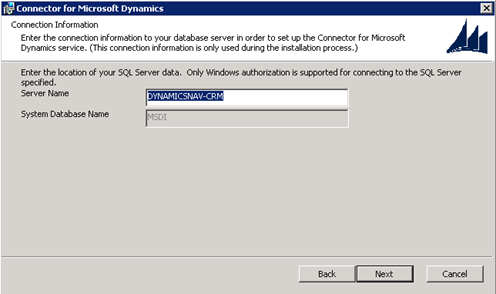 Connector for Microsoft Dynamics
Connection Information
Enter the connection information to your database server in order to set up the Connector for Microsoft
Dynamics service. (This connection information is only used during the installation process.)
Enter the location of your SQL Server data. Only Windows authorization is supported for connecting to the SQL Server
specified.
Server Name
DYNAMICSNAV-CRM
System Database Name
MSDI
Back
Next
Cancel